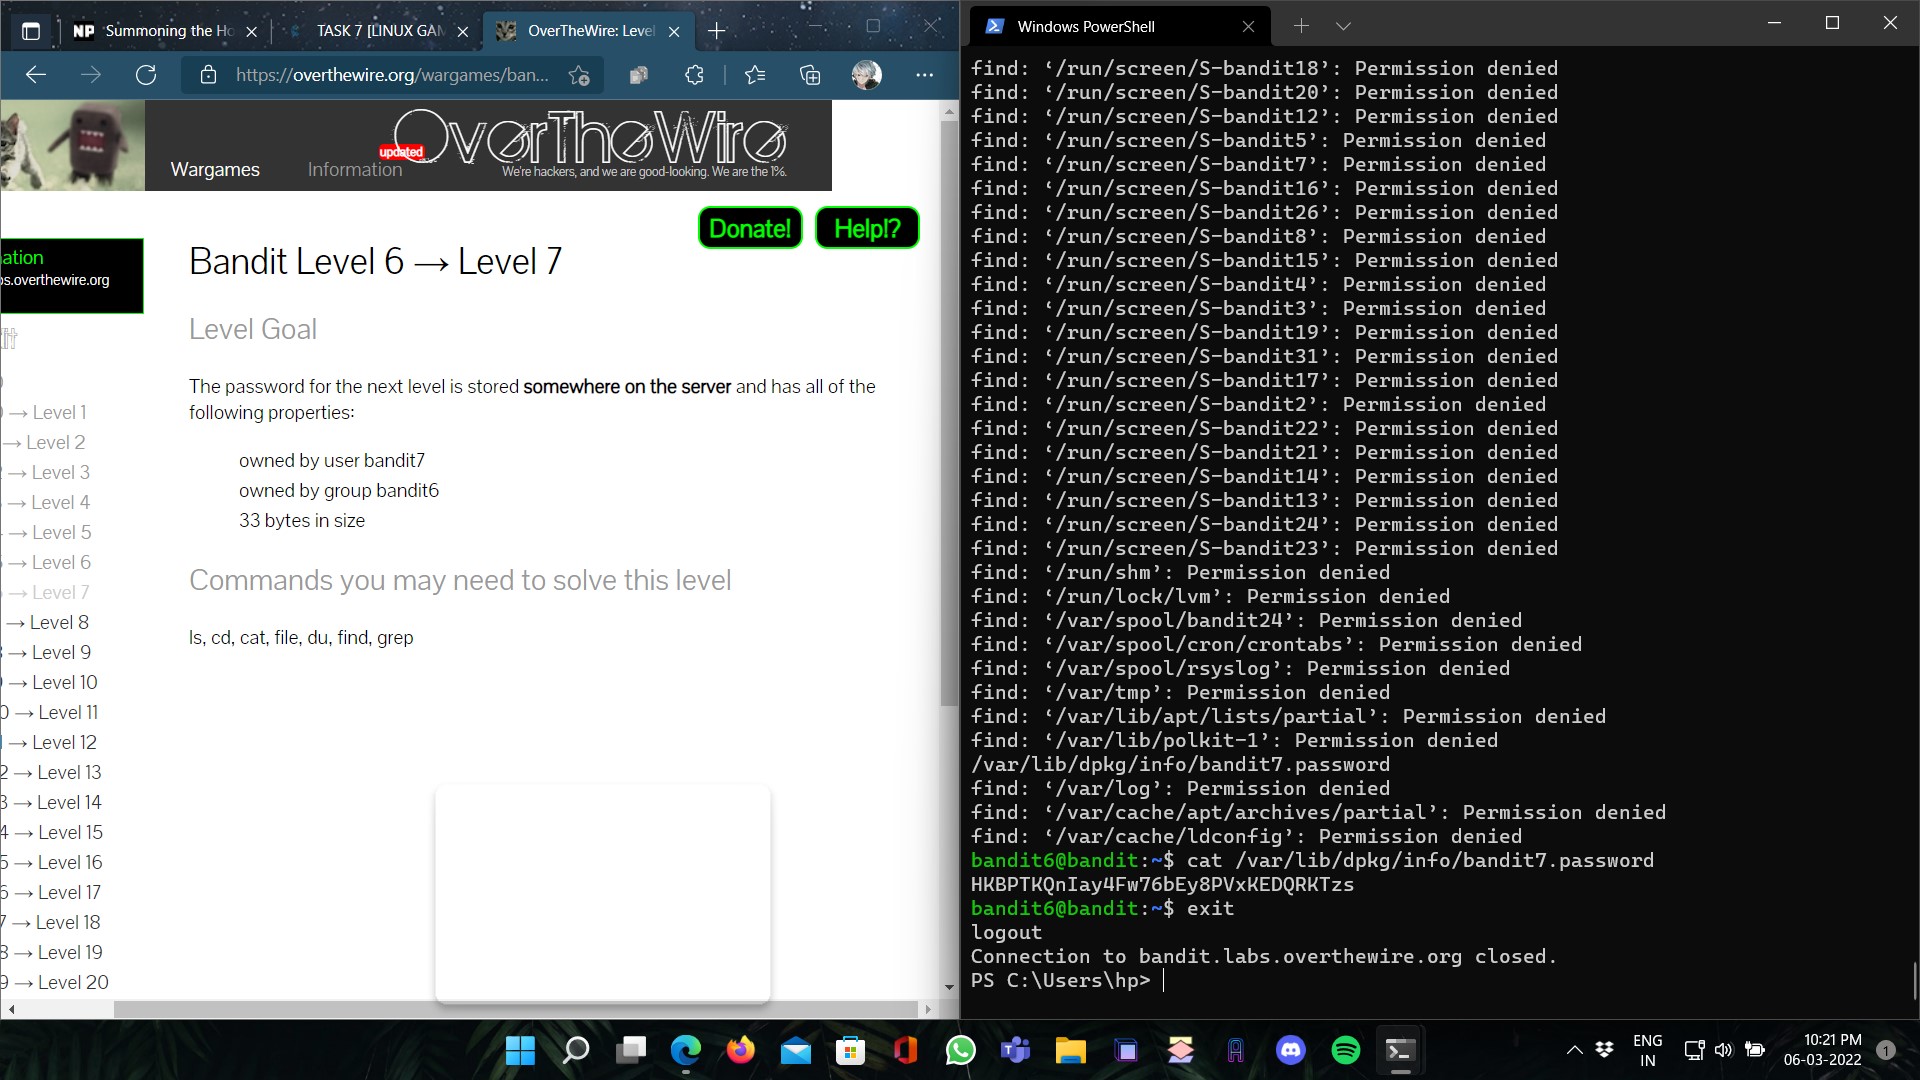 NP Summoning the Ho
TASK 7 [LINUX GAM
OverTheWire: Level
https://overthewire.org/wargames/ban...
OverTheWire
updated
We're hackers, and we are good-looking. We are the 1%.
Wargames
Information
Donate!
Help!?
ation
os.overthewire.org
→ Level 1
→ Level 2
→ Level 3
→ Level 4
→ Level 5
→ Level 6
→ Level 7
→ Level 8
→ Level 9
→ Level 10
0 → Level 11
→ Level 12
2 → Level 13
3 → Level 14
4 → Level 15
5 → Level 16
6 → Level 17
7 → Level 18
8 → Level 19
9 → Level 20
Bandit Level 6 → Level 7
Level Goal
The password for the next level is stored somewhere on the server and has all of the
following properties:
owned by user bandit7
owned by group bandit6
33 bytes in size
Commands you may need to solve this level
ls, cd, cat, file, du, find, grep
Windows PowerShell
find: ‘/run/screen/S-bandit18’: Permission denied
find: ‘/run/screen/S-bandit20’: Permission denied
find: ‘/run/screen/S-bandit12’: Permission denied
find: ‘/run/screen/S-bandit5’: Permission denied
find: ‘/run/screen/S-bandit7’: Permission denied
find: ‘/run/screen/S-bandit16’: Permission denied
find: ‘/run/screen/S-bandit26’: Permission denied
find: ‘/run/screen/S-bandit8’: Permission denied
find: ‘/run/screen/S-bandit15’: Permission denied
find: ‘/run/screen/S-bandit4’: Permission denied
find: ‘/run/screen/S-bandit3’: Permission denied
find: ‘/run/screen/S-bandit19’: Permission denied
find: ‘/run/screen/S-bandit31’: Permission denied
find: ‘/run/screen/S-bandit17’: Permission denied
find: ‘/run/screen/S-bandit2’: Permission denied
find: ‘/run/screen/S-bandit22’: Permission denied
find: ‘/run/screen/S-bandit21’: Permission denied
find: ‘/run/screen/S-bandit14’: Permission denied
find: ‘/run/screen/S-bandit13’: Permission denied
find: ‘/run/screen/S-bandit24’: Permission denied
find: ‘/run/screen/S-bandit23’: Permission denied
find: ‘/run/shm’: Permission denied
find: ‘/run/lock/lvm’: Permission denied
find: ‘/var/spool/bandit24’: Permission denied
find: ‘/var/spool/cron/crontabs’: Permission denied
find: ‘/var/spool/rsyslog’: Permission denied
find: ‘/var/tmp’: Permission denied
find: ‘/var/lib/apt/lists/partial’: Permission denied
find: ‘/var/lib/polkit-1’: Permission denied
/var/lib/dpkg/info/bandit7.password
find: ‘/var/log’: Permission denied
find: ‘/var/cache/apt/archives/partial’: Permission denied
find: ‘/var/cache/ldconfig’: Permission denied
bandit6@bandit:~$ cat /var/lib/dpkg/info/bandit7.password
HKBPTKQnIay4Fw76bEy8PVxKEDQRKTzs
bandit6@bandit:~$ exit
logout
Connection to bandit.labs.overthewire.org closed.
PS C:\Users\hp>
ENG
IN
10:21 PM
06-03-2022
1